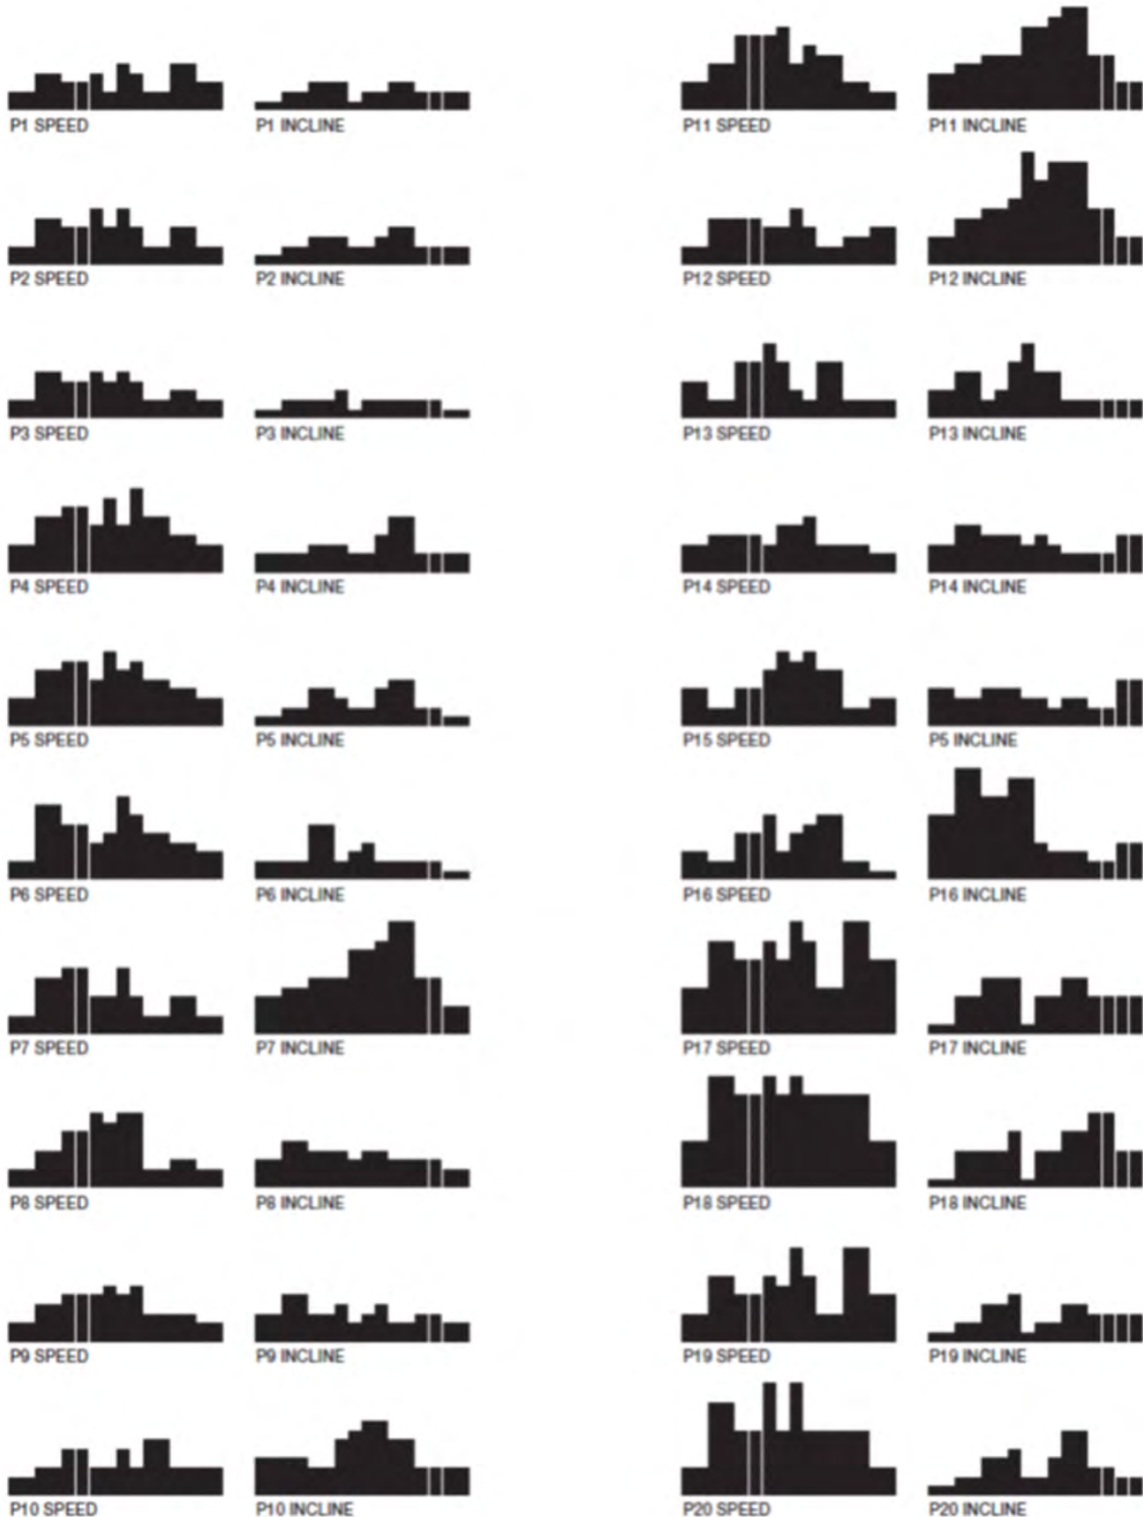 P1 SPEED P1 INCLINE P11 SPEED P11 INCLINE
P2 SPEED P2 INCLINE P12 SPEED P12 INCLINE
P3 SPEED P3 INCLINE P13 SPEED P13 INCLINE
P4 SPEED P4 INCLINE P14 SPEED P14 INCLINE
P5 SPEED P5 INCLINE P15 SPEED P5 INCLINE
P6 SPEED P6 INCLINE P16 SPEED P16 INCLINE
P7 SPEED P7 INCLINE P17 SPEED P17 INCLINE
P8 SPEED P8 INCLINE P18 SPEED P18 INCLINE
P9 SPEED P9 INCLINE P19 SPEED P19 INCLINE
P10 SPEED P10 INCLINE P20 SPEED P20 INCLINE